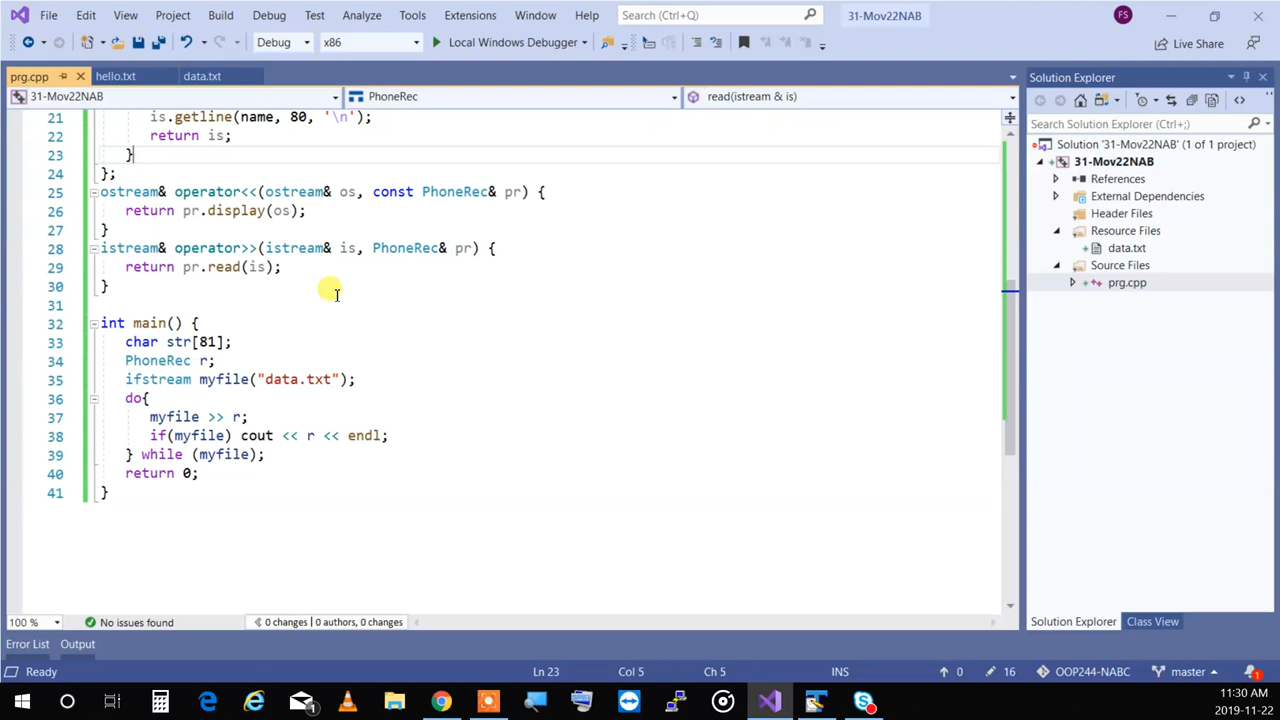 File Edit View Project Build Debug Test Analyze Tools Extensions Window Help Search (Ctrl+Q) 31-Mov22NAB FS
Debug x86 Local Windows Debugger Live Share
prg.cpp hello.txt data.txt
31-Mov22NAB PhoneRec read(istream & is)
21 is.getline(name, 80, '\n');
22 return is;
23 }
24 };
25 ostream& operator<<(ostream& os, const PhoneRec& pr) {
26 return pr.display(os);
27 }
28 istream& operator>>(istream& is, PhoneRec& pr) {
29 return pr.read(is);
30 }
31
32 int main() {
33 char str[81];
34 PhoneRec r;
35 ifstream myfile("data.txt");
36 do{
37 myfile >> r;
38 if(myfile) cout << r << endl;
39 } while (myfile);
40 return 0;
41 }
100 % No issues found 0 changes | 0 authors, 0 changes
Solution Explorer
Search Solution Explorer (Ctrl+;)
Solution '31-Mov22NAB' (1 of 1 project)
31-Mov22NAB
References
External Dependencies
Header Files
Resource Files
data.txt
Source Files
prg.cpp
Solution Explorer Class View
Error List Output
Ready Ln 23 Col 5 Ch 5 INS 0 16 OOP244-NABC master 1
1
11:30 AM
2019-11-22